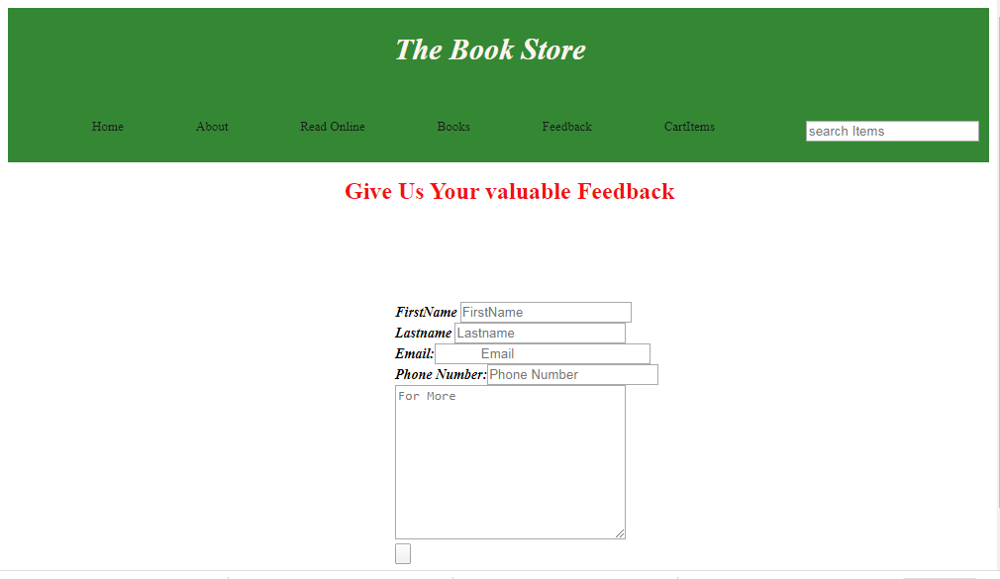 The Book Store
Home About Read Online Books Feedback CartItems search Items
Give Us Your valuable Feedback
FirstName FirstName
Lastname Lastname
Email: Email
Phone Number: Phone Number
For More